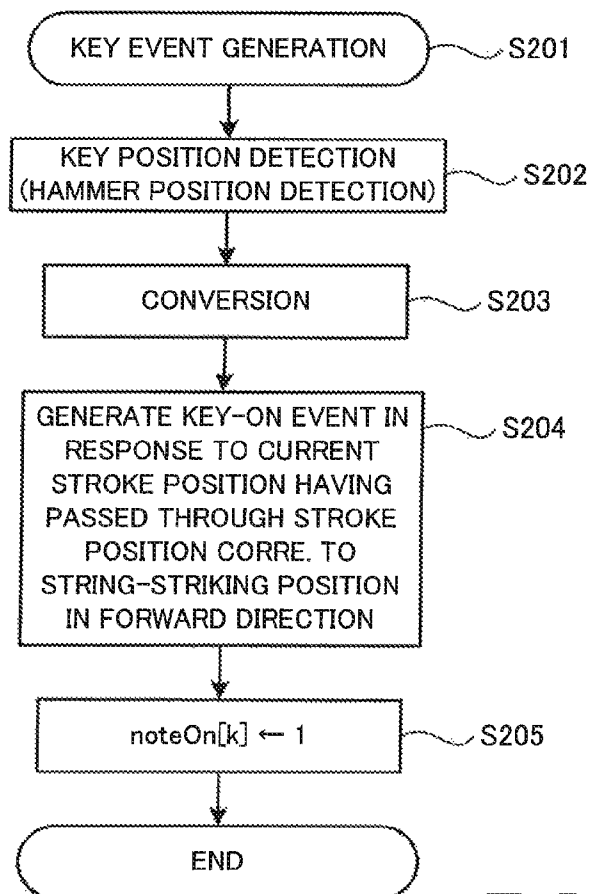 KEY EVENT GENERATION
S201
KEY POSITION DETECTION
(HAMMER POSITION DETECTION)
S202
CONVERSION
S203
GENERATE KEY-ON EVENT IN
RESPONSE TO CURRENT
STROKE POSITION HAVING
PASSED THROUGH STROKE
POSITION CORRE. TO
STRING-STRIKING POSITION
IN FORWARD DIRECTION
S204
noteOn[k] ← 1
S205
END